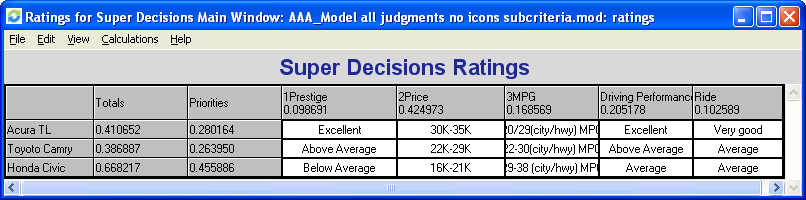 Ratings for Super Decisions Main Window: AAA_Model all judgments no icons subcriteria.mod: ratings
File Edit View Calculations Help
Super Decisions Ratings
Totals Priorities 1Prestige 2Price 3MPG Driving Performance Ride
0.098691 0.424973 0.168569 0.205178 0.102589
Acura TL 0.410652 0.280164 Excellent 30K-35K 20/29(city/hwy) MPG Excellent Very good
Toyoto Camry 0.386887 0.263950 Above Average 22K-29K 22-30(city/hwy) MPG Above Average Average
Honda Civic 0.668217 0.455886 Below Average 16K-21K 29-38 (city/hwy) MPG Average Average